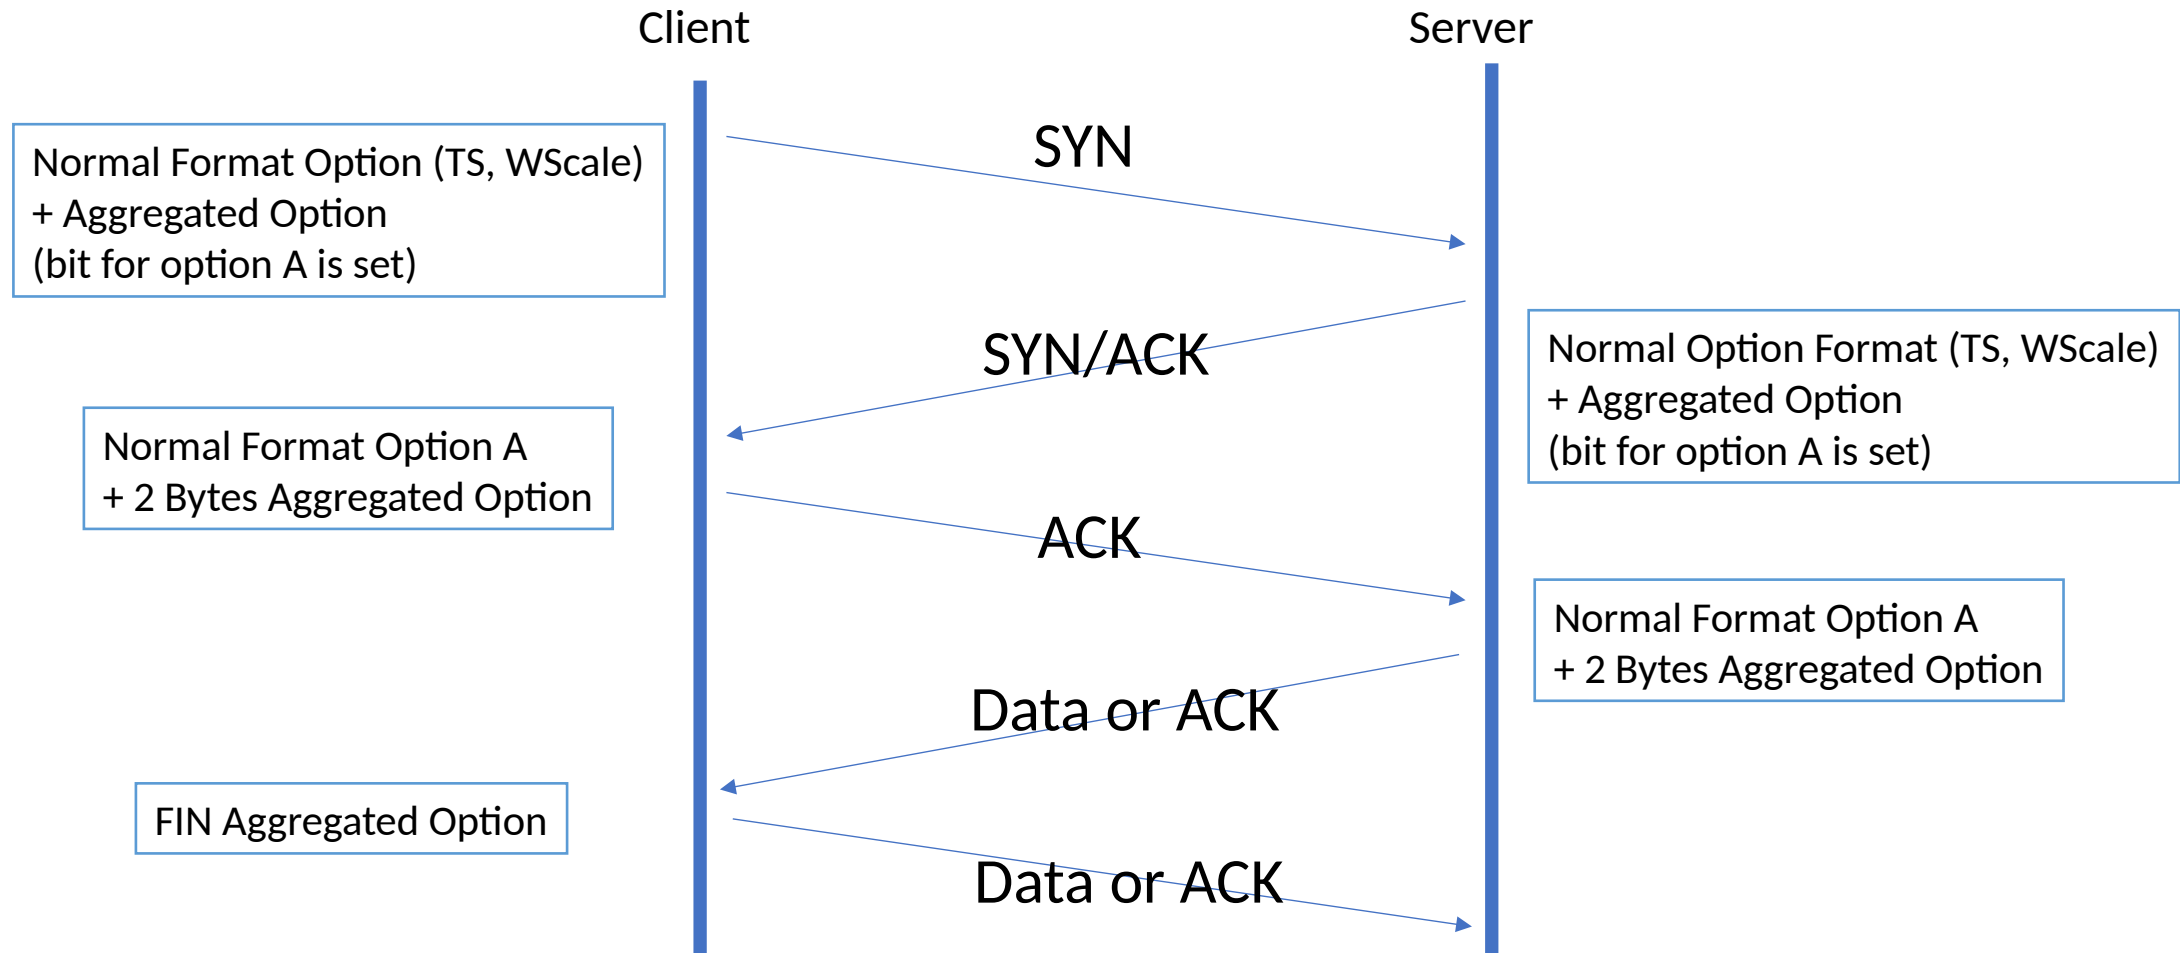 Client
Server
SYN
Normal Format Option (TS, WScale)
+ Aggregated Option
(bit for option A is set)
SYN/ACK
Normal Option Format (TS, WScale)
+ Aggregated Option
(bit for option A is set)
Normal Format Option A
+ 2 Bytes Aggregated Option
ACK
Normal Format Option A
+ 2 Bytes Aggregated Option
Data or ACK
FIN Aggregated Option
Data or ACK